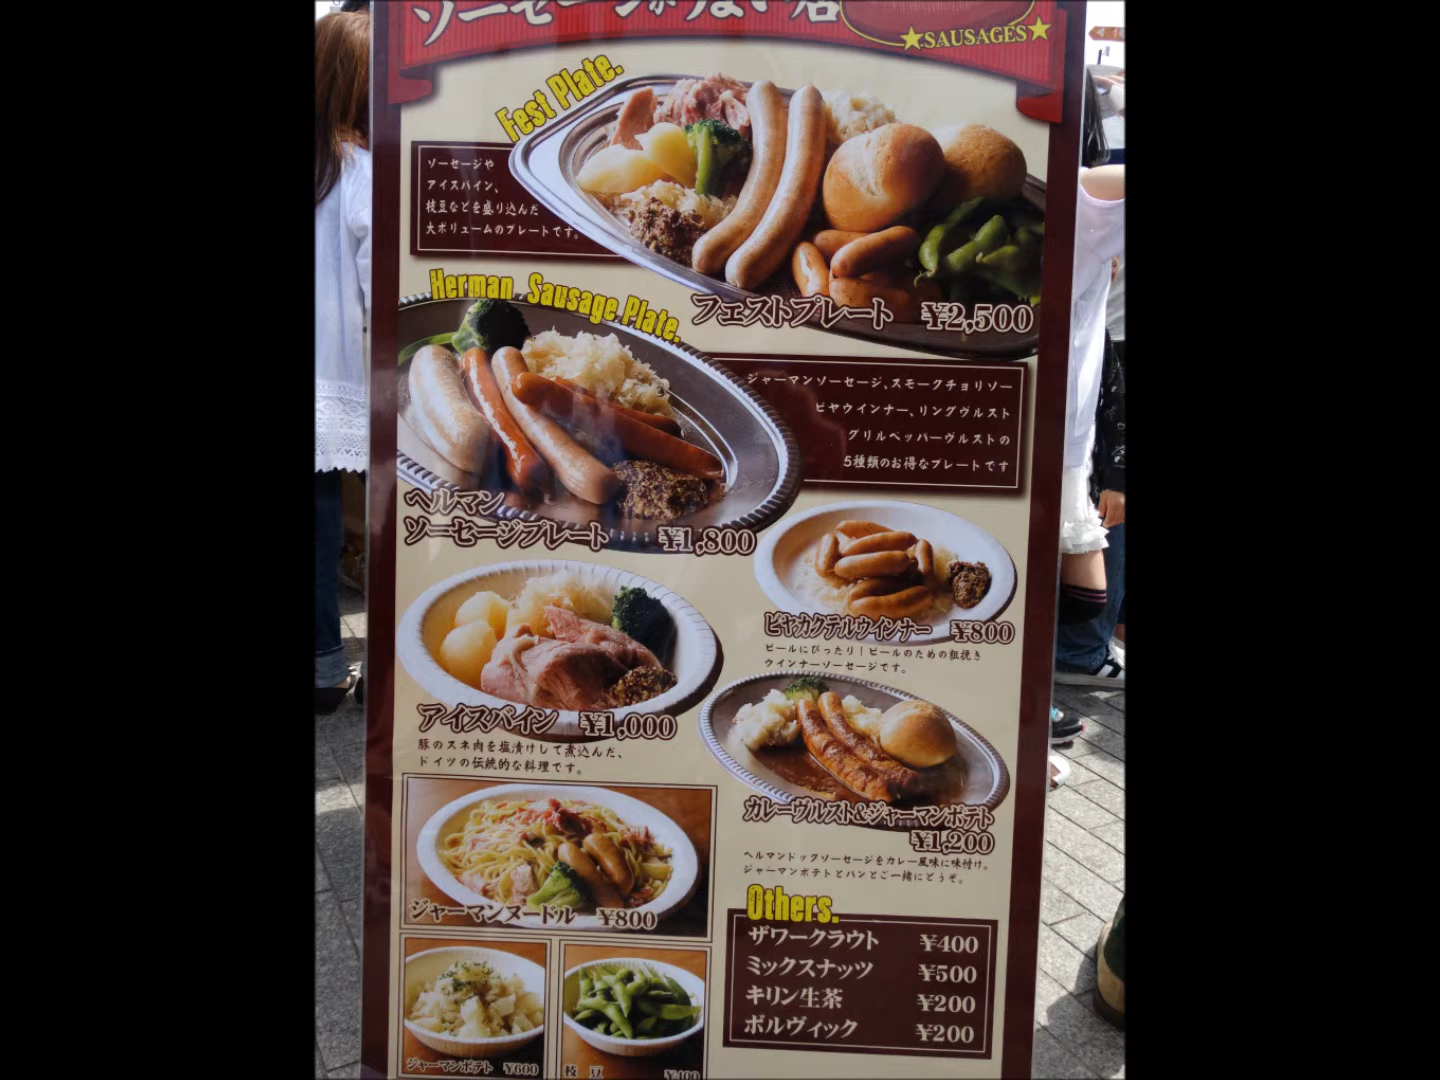 ソーセージがうまい店
★SAUSAGES★
Fest Plate.
ソーセージや
アイスバイン、
枝豆などを盛り込んだ
大ボリュームのプレートです。
フェストプレート ¥2,500
Herman Sausage Plate.
ジャーマンソーセージ、スモークチョリソー
ビヤウインナー、リングヴルスト
グリルペッパーヴルストの
5種類のお得なプレートです
ヘルマン
ソーセージプレート ¥1,800
ビヤカクテルウインナー ¥800
ビールにぴったり！ビールのための粗挽き
ウインナーソーセージです。
アイスバイン ¥1,000
豚のスネ肉を塩漬けして煮込んだ、
ドイツの伝統的な料理です。
カレーヴルスト&ジャーマンポテト
¥1,200
ヘルマンドックソーセージをカレー風味に味付け。
ジャーマンポテトとパンとご一緒にどうぞ。
ジャーマンヌードル ¥800
Others.
ザワークラウト ¥400
ミックスナッツ ¥500
キリン生茶 ¥200
ボルヴィック ¥200
ジャーマンポテト ¥600
枝豆 ¥400